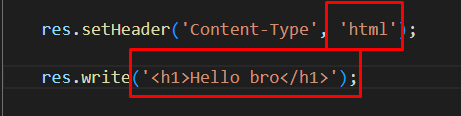 res.setHeader('Content-Type', 'html');
res.write('<h1>Hello bro</h1>');